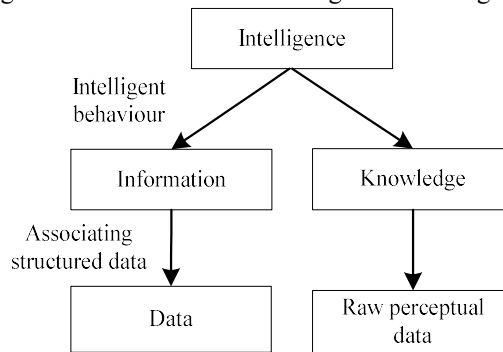 Intelligence
Intelligent
behaviour
Information
Knowledge
Associating
structured data
Data
Raw perceptual
data